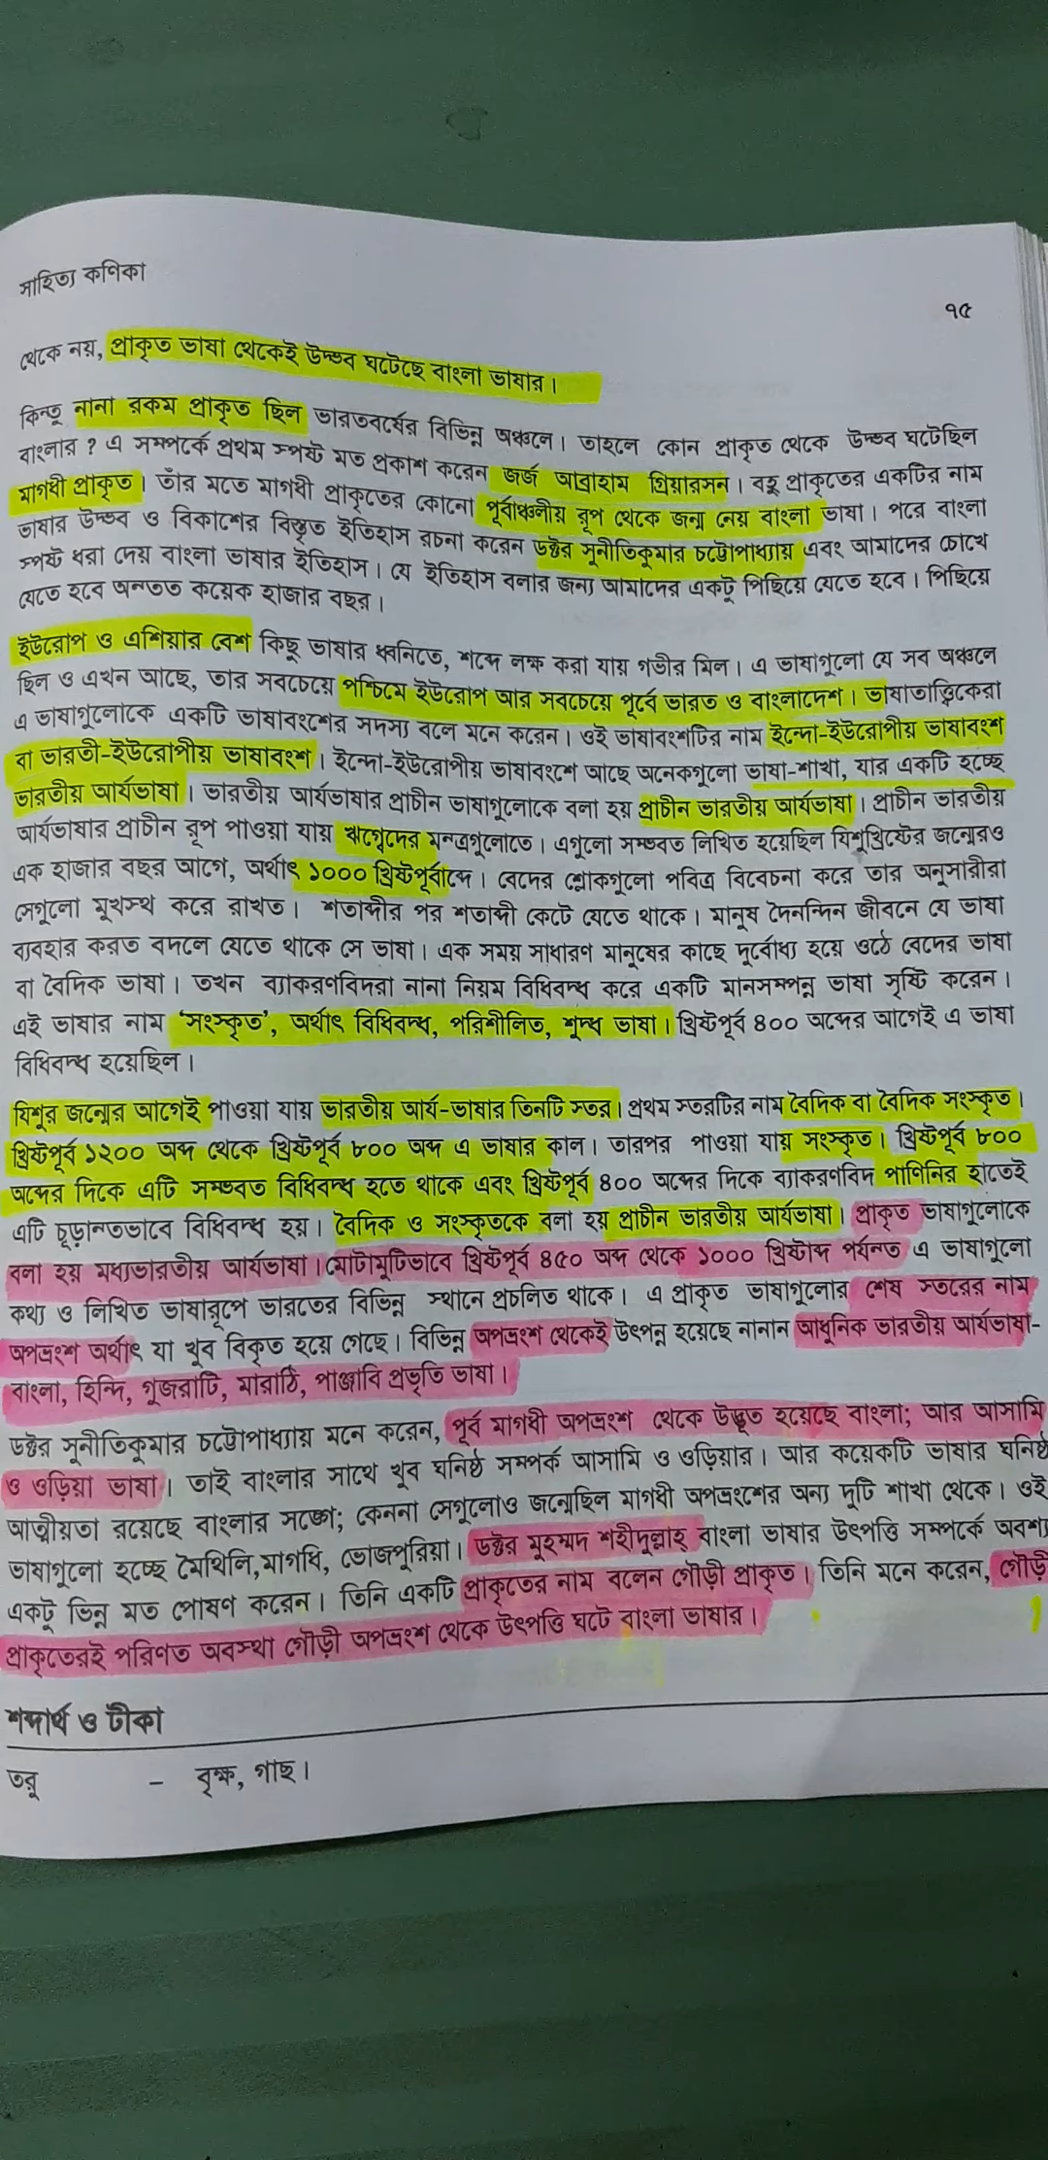 সাহিত্য কণিকা
৭৫
থেকে নয়, প্রাকৃত ভাষা থেকেই উদ্ভব ঘটেছে বাংলা ভাষার।
কিন্তু নানা রকম প্রাকৃত ছিল ভারতবর্ষের বিভিন্ন অঞ্চলে। তাহলে কোন প্রাকৃত থেকে উদ্ভব ঘটেছিল
বাংলার ? এ সম্পর্কে প্রথম স্পষ্ট মত প্রকাশ করেন জর্জ আব্রাহাম গ্রিয়ারসন। বহু প্রাকৃতের একটির নাম
মাগধী প্রাকৃত। তাঁর মতে মাগধী প্রাকৃতের কোনো পূর্বাঞ্চলীয় রূপ থেকে জন্ম নেয় বাংলা ভাষা। পরে বাংলা
ভাষার উদ্ভব ও বিকাশের বিস্তৃত ইতিহাস রচনা করেন ডক্টর সুনীতিকুমার চট্টোপাধ্যায় এবং আমাদের চোখে
স্পষ্ট ধরা দেয় বাংলা ভাষার ইতিহাস। যে ইতিহাস বলার জন্য আমাদের একটু পিছিয়ে যেতে হবে। পিছিয়ে
যেতে হবে অন্তত কয়েক হাজার বছর।
ইউরোপ ও এশিয়ার বেশ কিছু ভাষার ধ্বনিতে, শব্দে লক্ষ করা যায় গভীর মিল। এ ভাষাগুলো যে সব অঞ্চলে
ছিল ও এখন আছে, তার সবচেয়ে পশ্চিমে ইউরোপ আর সবচেয়ে পূর্বে ভারত ও বাংলাদেশ। ভাষাতাত্ত্বিকেরা
এ ভাষাগুলোকে একটি ভাষাবংশের সদস্য বলে মনে করেন। ওই ভাষাবংশটির নাম ইন্দো-ইউরোপীয় ভাষাবংশ
বা ভারতী-ইউরোপীয় ভাষাবংশ। ইন্দো-ইউরোপীয় ভাষাবংশে আছে অনেকগুলো ভাষা-শাখা, যার একটি হচ্ছে
ভারতীয় আর্যভাষা। ভারতীয় আর্যভাষার প্রাচীন ভাষাগুলোকে বলা হয় প্রাচীন ভারতীয় আর্যভাষা। প্রাচীন ভারতীয়
আর্যভাষার প্রাচীন রূপ পাওয়া যায় ঋগ্বেদের মন্ত্রগুলোতে। এগুলো সম্ভবত লিখিত হয়েছিল যিশুখ্রিষ্টের জন্মেরও
এক হাজার বছর আগে, অর্থাৎ ১০০০ খ্রিষ্টপূর্বাব্দে। বেদের শ্লোকগুলো পবিত্র বিবেচনা করে তার অনুসারীরা
সেগুলো মুখস্থ করে রাখত। শতাব্দীর পর শতাব্দী কেটে যেতে থাকে। মানুষ দৈনন্দিন জীবনে যে ভাষা
ব্যবহার করত বদলে যেতে থাকে সে ভাষা। এক সময় সাধারণ মানুষের কাছে দুর্বোধ্য হয়ে ওঠে বেদের ভাষা
বা বৈদিক ভাষা। তখন ব্যাকরণবিদরা নানা নিয়ম বিধিবদ্ধ করে একটি মানসম্পন্ন ভাষা সৃষ্টি করেন।
এই ভাষার নাম ‘সংস্কৃত’, অর্থাৎ বিধিবদ্ধ, পরিশীলিত, শুদ্ধ ভাষা। খ্রিষ্টপূর্ব ৪০০ অব্দের আগেই এ ভাষা
বিধিবদ্ধ হয়েছিল।
যিশুর জন্মের আগেই পাওয়া যায় ভারতীয় আর্য-ভাষার তিনটি স্তর। প্রথম স্তরটির নাম বৈদিক বা বৈদিক সংস্কৃত।
খ্রিষ্টপূর্ব ১২০০ অব্দ থেকে খ্রিষ্টপূর্ব ৮০০ অব্দ এ ভাষার কাল। তারপর পাওয়া যায় সংস্কৃত। খ্রিষ্টপূর্ব ৮০০
অব্দের দিকে এটি সম্ভবত বিধিবদ্ধ হতে থাকে এবং খ্রিষ্টপূর্ব ৪০০ অব্দের দিকে ব্যাকরণবিদ পাণিনির হাতেই
এটি চূড়ান্তভাবে বিধিবদ্ধ হয়। বৈদিক ও সংস্কৃতকে বলা হয় প্রাচীন ভারতীয় আর্যভাষা। প্রাকৃত ভাষাগুলোকে
বলা হয় মধ্যভারতীয় আর্যভাষা। মোটামুটিভাবে খ্রিষ্টপূর্ব ৪৫০ অব্দ থেকে ১০০০ খ্রিষ্টাব্দ পর্যন্ত এ ভাষাগুলো
কথ্য ও লিখিত ভাষারূপে ভারতের বিভিন্ন স্থানে প্রচলিত থাকে। এ প্রাকৃত ভাষাগুলোর শেষ স্তরের নাম
অপভ্রংশ অর্থাৎ যা খুব বিকৃত হয়ে গেছে। বিভিন্ন অপভ্রংশ থেকেই উৎপন্ন হয়েছে নানান আধুনিক ভারতীয় আর্যভাষা-
বাংলা, হিন্দি, গুজরাটি, মারাঠি, পাঞ্জাবি প্রভৃতি ভাষা।
ডক্টর সুনীতিকুমার চট্টোপাধ্যায় মনে করেন, পূর্ব মাগধী অপভ্রংশ থেকে উদ্ভূত হয়েছে বাংলা; আর আসামি
ও ওড়িয়া ভাষা। তাই বাংলার সাথে খুব ঘনিষ্ঠ সম্পর্ক আসামি ও ওড়িয়ার। আর কয়েকটি ভাষার ঘনিষ্ঠ
আত্মীয়তা রয়েছে বাংলার সঙ্গে; কেননা সেগুলোও জন্মেছিল মাগধী অপভ্রংশের অন্য দুটি শাখা থেকে। ওই
ভাষাগুলো হচ্ছে মৈথিলি,মাগধি, ভোজপুরিয়া। ডক্টর মুহম্মদ শহীদুল্লাহ্ বাংলা ভাষার উৎপত্তি সম্পর্কে অবশ্য
একটু ভিন্ন মত পোষণ করেন। তিনি একটি প্রাকৃতের নাম বলেন গৌড়ী প্রাকৃত। তিনি মনে করেন, গৌড়ী
প্রাকৃতেরই পরিণত অবস্থা গৌড়ী অপভ্রংশ থেকে উৎপত্তি ঘটে বাংলা ভাষার।
শব্দার্থ ও টীকা
তরু – বৃক্ষ, গাছ।